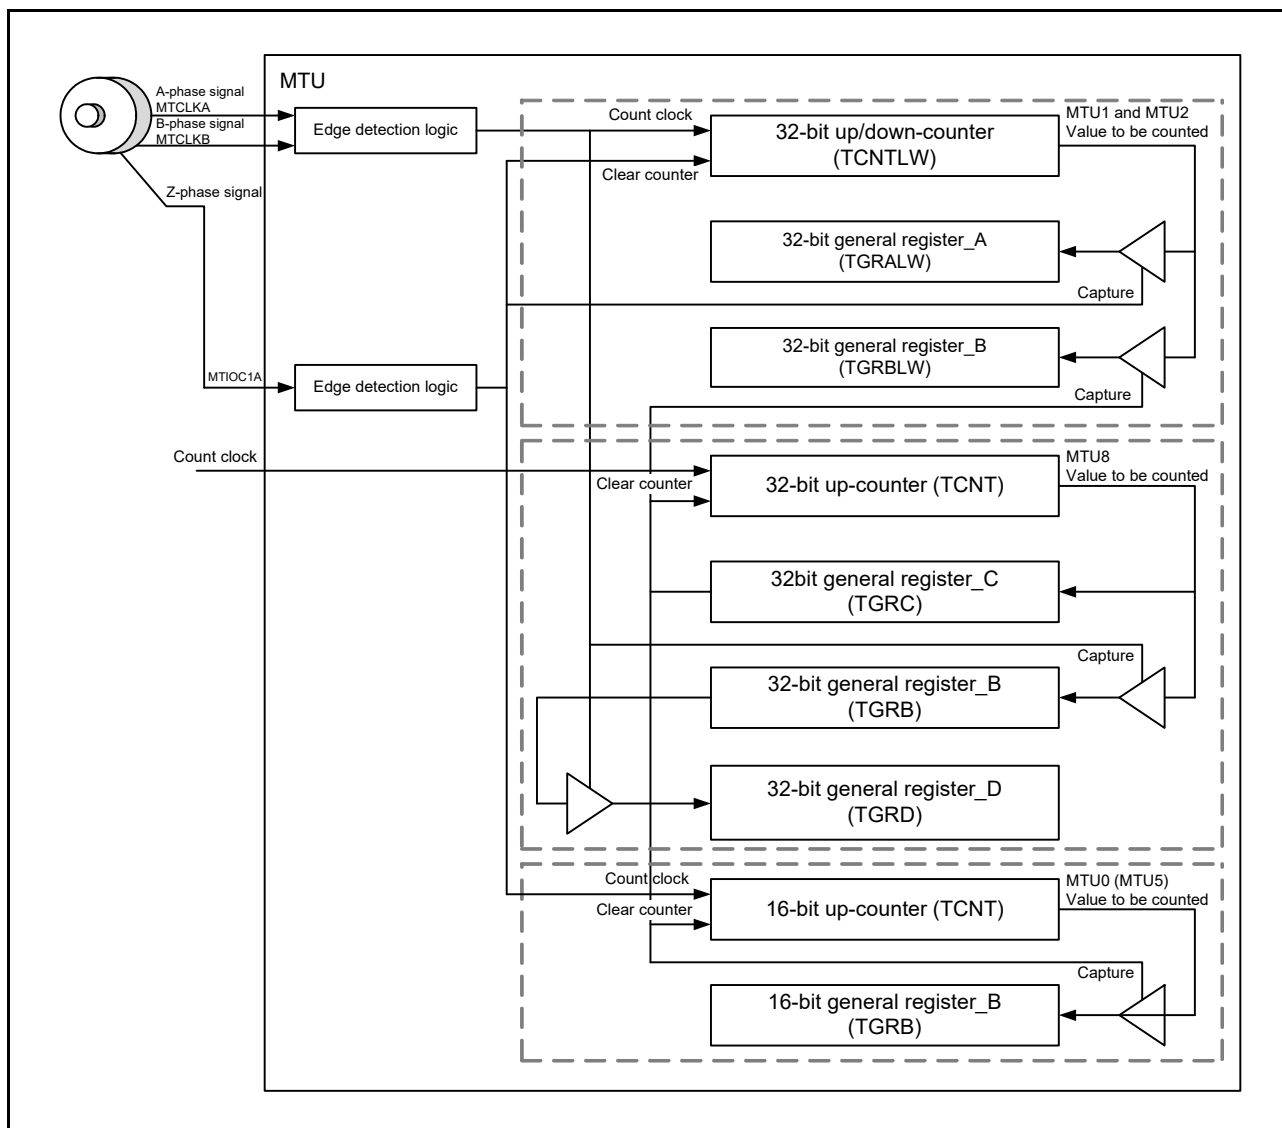 MTU
A-phase signal
MTCLKA
B-phase signal
MTCLKB
Z-phase signal
Edge detection logic
Count clock
Clear counter
32-bit up/down-counter
(TCNTLW)
MTU1 and MTU2
Value to be counted
32-bit general register_A
(TGRALW)
Capture
32-bit general register_B
(TGRBLW)
Capture
MTIOC1A
Edge detection logic
Count clock
Clear counter
32-bit up-counter (TCNT)
MTU8
Value to be counted
32bit general register_C
(TGRC)
Capture
32-bit general register_B
(TGRB)
32-bit general register_D
(TGRD)
Count clock
Clear counter
16-bit up-counter (TCNT)
MTU0 (MTU5)
Value to be counted
Capture
16-bit general register_B
(TGRB)